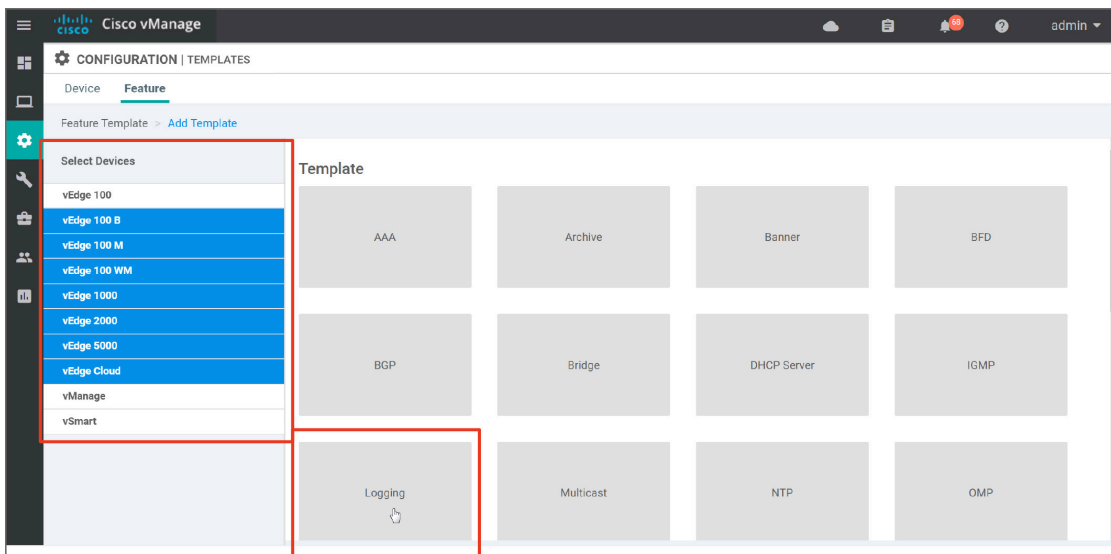 cisco Cisco vManage 68 admin
CONFIGURATION | TEMPLATES
Device Feature
Feature Template > Add Template
Select Devices
vEdge 100
vEdge 100 B
vEdge 100 M
vEdge 100 WM
vEdge 1000
vEdge 2000
vEdge 5000
vEdge Cloud
vManage
vSmart
Template
AAA Archive Banner BFD
BGP Bridge DHCP Server IGMP
Logging Multicast NTP OMP